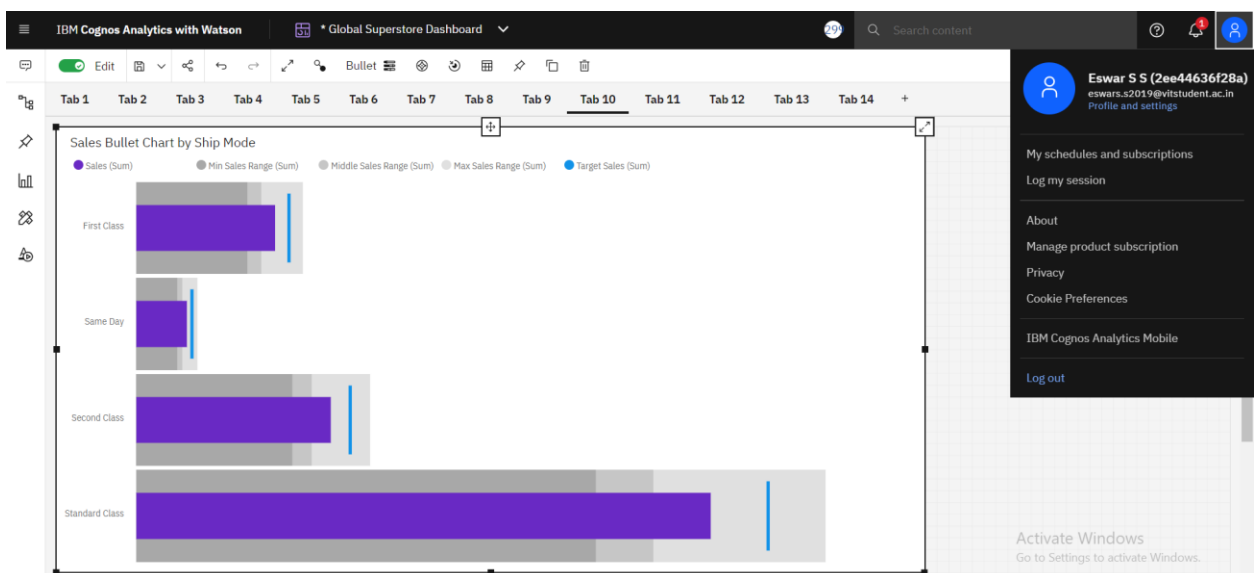 IBM Cognos Analytics with Watson
* Global Superstore Dashboard
Search content
1
Edit
Bullet
Tab 1 Tab 2 Tab 3 Tab 4 Tab 5 Tab 6 Tab 7 Tab 8 Tab 9 Tab 10 Tab 11 Tab 12 Tab 13 Tab 14 +
Sales Bullet Chart by Ship Mode
Sales (Sum) Min Sales Range (Sum) Middle Sales Range (Sum) Max Sales Range (Sum) Target Sales (Sum)
First Class
Same Day
Second Class
Standard Class
Eswar S S (2ee44636f28a)
eswars.s2019@vitstudent.ac.in
Profile and settings
My schedules and subscriptions
Log my session
About
Manage product subscription
Privacy
Cookie Preferences
IBM Cognos Analytics Mobile
Log out
Activate Windows
Go to Settings to activate Windows.